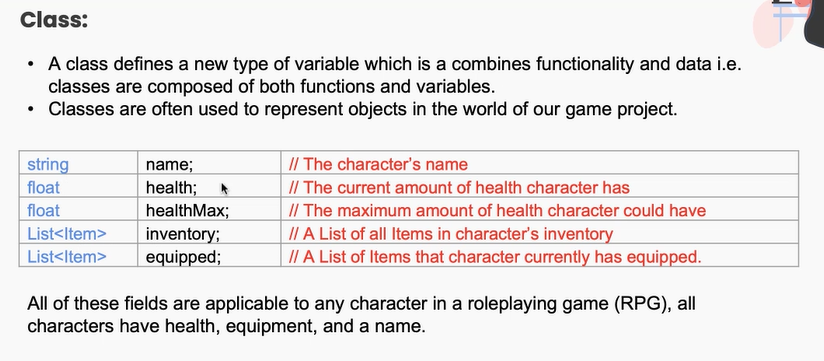 Class:
• A class defines a new type of variable which is a combines functionality and data i.e.
classes are composed of both functions and variables.
• Classes are often used to represent objects in the world of our game project.
string name; // The character's name
float health; // The current amount of health character has
float healthMax; // The maximum amount of health character could have
List<Item> inventory; // A List of all Items in character's inventory
List<Item> equipped; // A List of Items that character currently has equipped.
All of these fields are applicable to any character in a roleplaying game (RPG), all
characters have health, equipment, and a name.